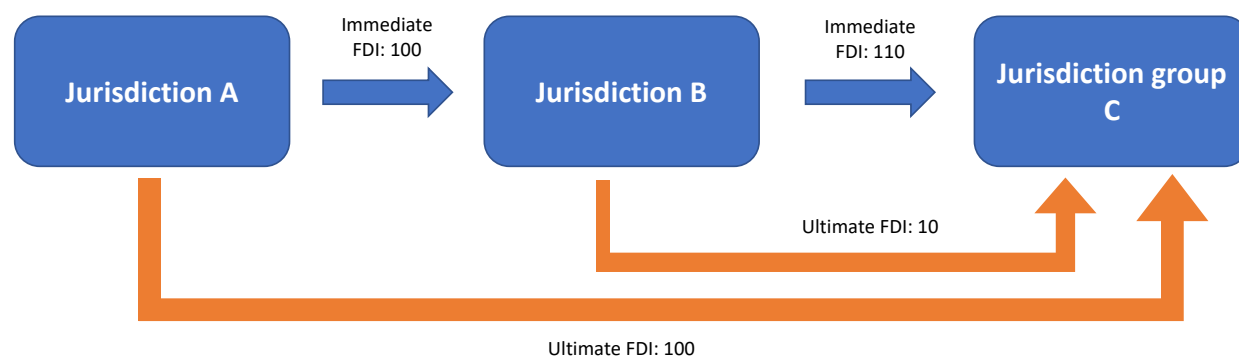 Immediate
FDI: 100
Immediate
FDI: 110
Jurisdiction A
Jurisdiction B
Jurisdiction group
C
Ultimate FDI: 10
Ultimate FDI: 100